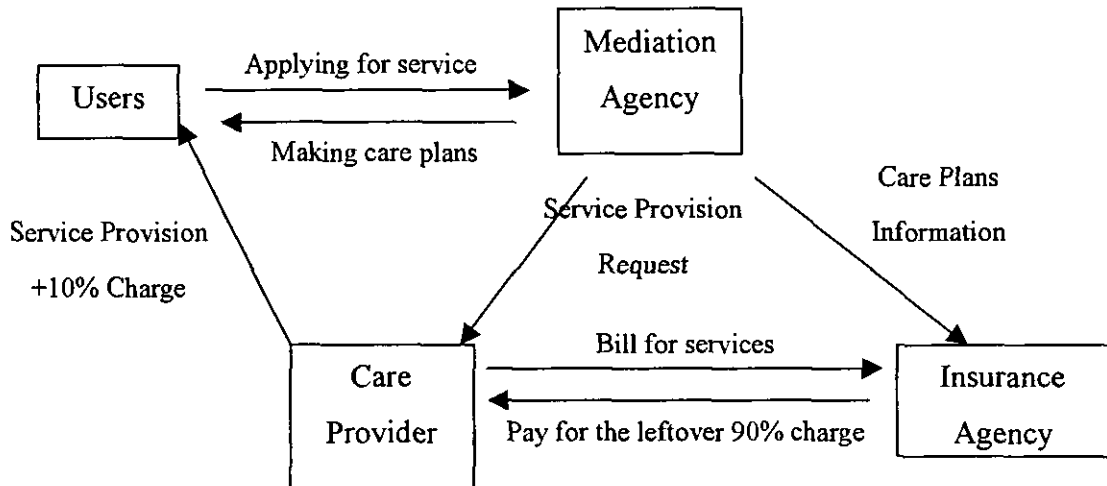 Mediation
Agency
Applying for service
Users
Making care plans
Care Plans
Information
Service Provision
Request
Service Provision
+10% Charge
Bill for services
Care
Provider
Insurance
Agency
Pay for the leftover 90% charge